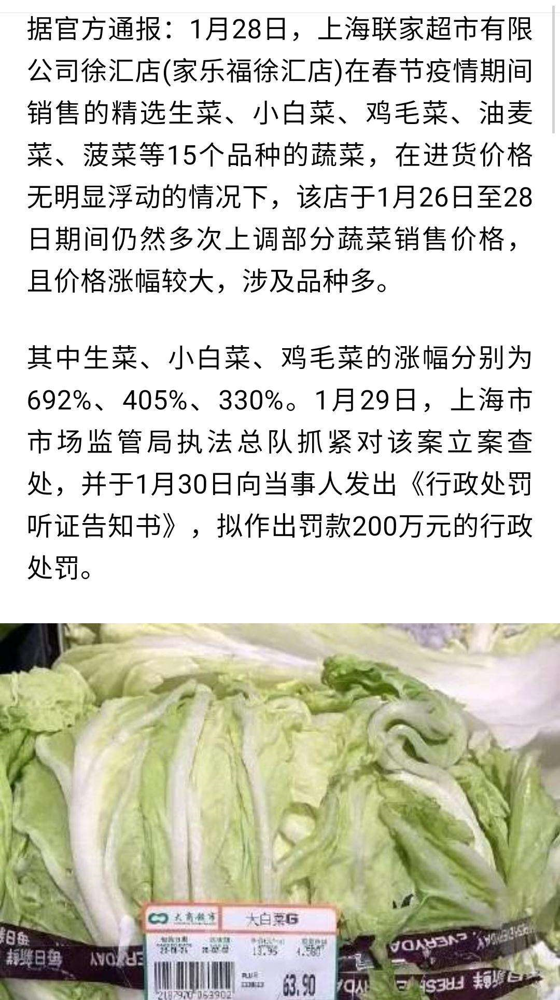 据官方通报：1月28日，上海联家超市有限
公司徐汇店(家乐福徐汇店)在春节疫情期间
销售的精选生菜、小白菜、鸡毛菜、油麦
菜、菠菜等15个品种的蔬菜，在进货价格
无明显浮动的情况下，该店于1月26日至28
日期间仍然多次上调部分蔬菜销售价格，
且价格涨幅较大，涉及品种多。
其中生菜、小白菜、鸡毛菜的涨幅分别为
692%、405%、330%。1月29日，上海市
市场监管局执法总队抓紧对该案立案查
处，并于1月30日向当事人发出《行政处罚
听证告知书》，拟作出罚款200万元的行政
处罚。
大商超市 大白菜G
13.95
63.90
每日新鲜
每日新鲜
EVERYDAY
FRESH